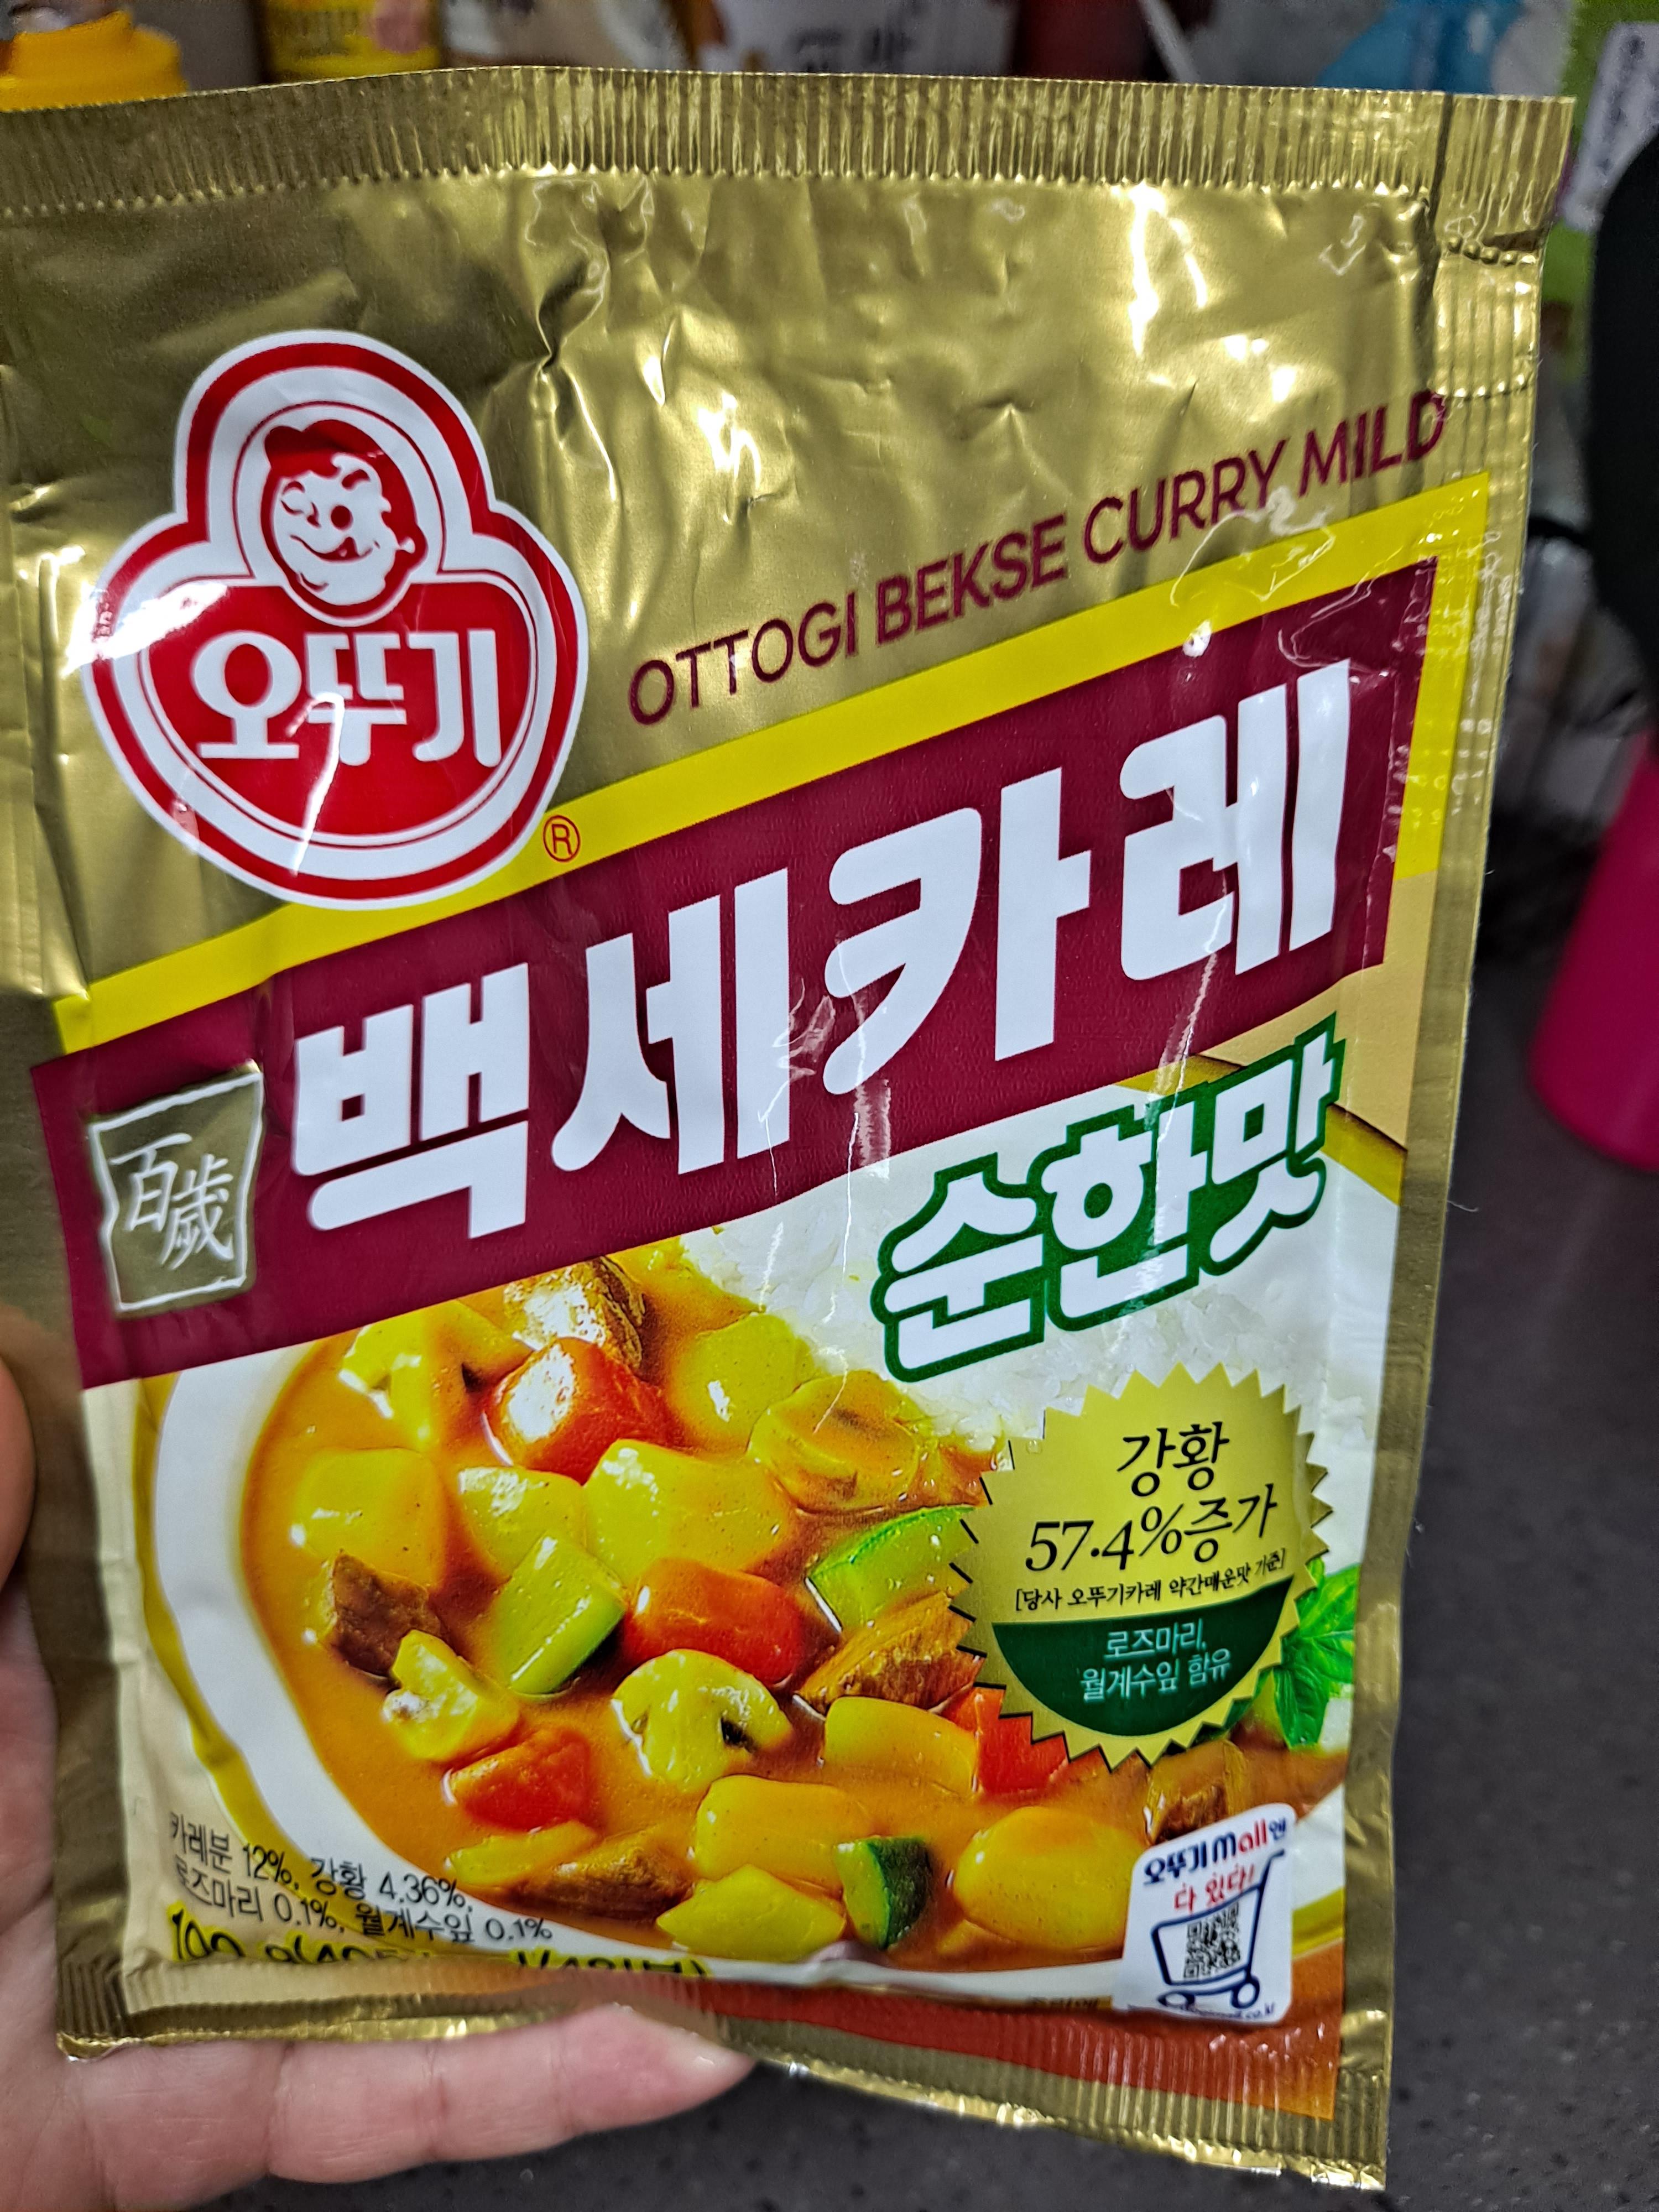 오뚜기
®
OTTOGI BEKSE CURRY MILD
百歲
백세카레
순한맛
강황
57.4%증가
[당사 오뚜기카레 약간매운맛 기준]
로즈마리,
월계수잎 함유
카레분 12%, 강황 4.36%,
로즈마리 0.1%, 월계수잎 0.1%
오뚜기mall엔
다 있다!